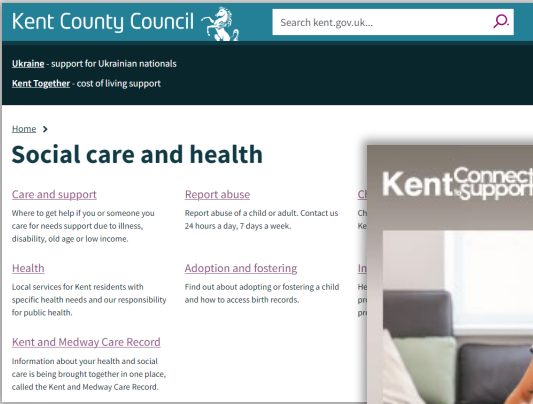 Kent County Council
Search kent.gov.uk...
Ukraine - support for Ukrainian nationals
Kent Together - cost of living support
Home
Social care and health
Care and support
Where to get help if you or someone you
care for needs support due to illness,
disability, old age or low income.
Report abuse
Report abuse of a child or adult. Contact us
24 hours a day, 7 days a week.
Health
Local services for Kent residents with
specific health needs and our responsibility
for public health.
Adoption and fostering
Find out about adopting or fostering a child
and how to access birth records.
Kent and Medway Care Record
Information about your health and social
care is being brought together in one place,
called the Kent and Medway Care Record.
Kent Connect
to Support